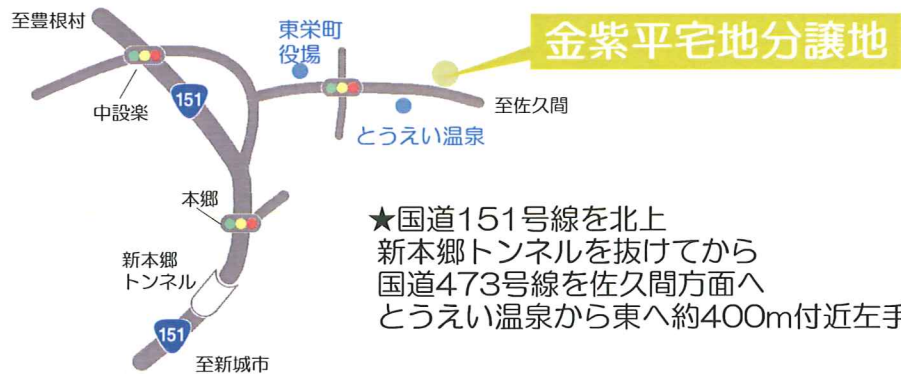 至豊根村
東栄町
役場
金紫平宅地分譲地
中設楽
151
至佐久間
とうえい温泉
本郷
★国道151号線を北上
新本郷トンネルを抜けてから
国道473号線を佐久間方面へ
とうえい温泉から東へ約400m付近左手
新本郷
トンネル
151
至新城市